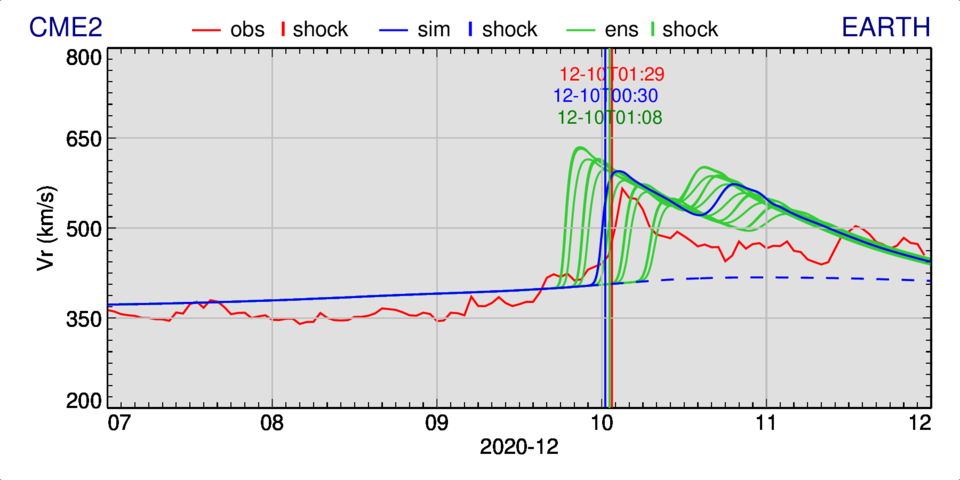 CME2 obs shock sim shock ens shock EARTH
800
12-10T01:29
12-10T00:30
12-10T01:08
650
500
350
200
Vr (km/s)
07 08 09 10 11 12
2020-12